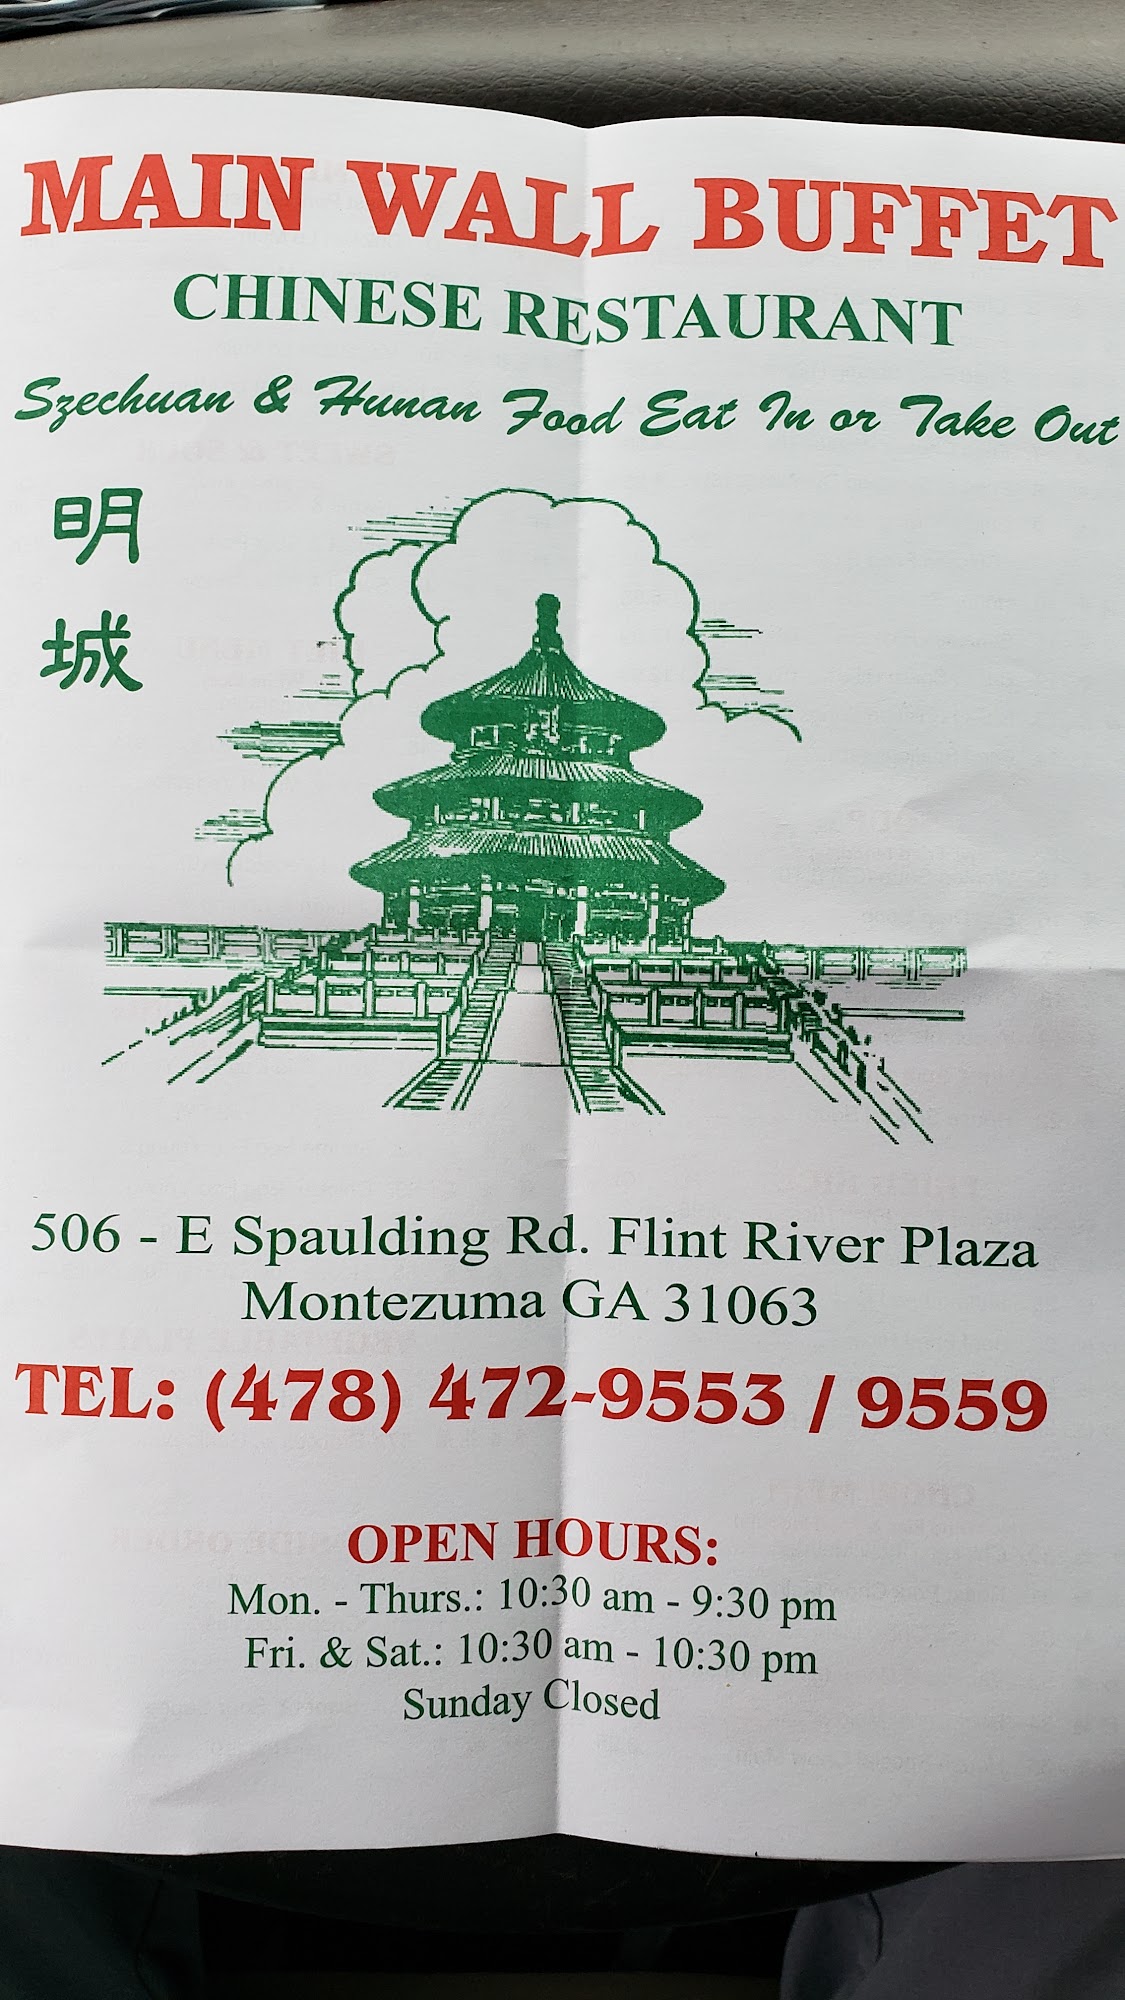 MAIN WALL BUFFET
CHINESE RESTAURANT
Szechuan & Hunan Food Eat In or Take Out
明
城
506 - E Spaulding Rd. Flint River Plaza
Montezuma GA 31063
TEL: (478) 472-9553 / 9559
OPEN HOURS:
Mon. - Thurs.: 10:30 am - 9:30 pm
Fri. & Sat.: 10:30 am - 10:30 pm
Sunday Closed